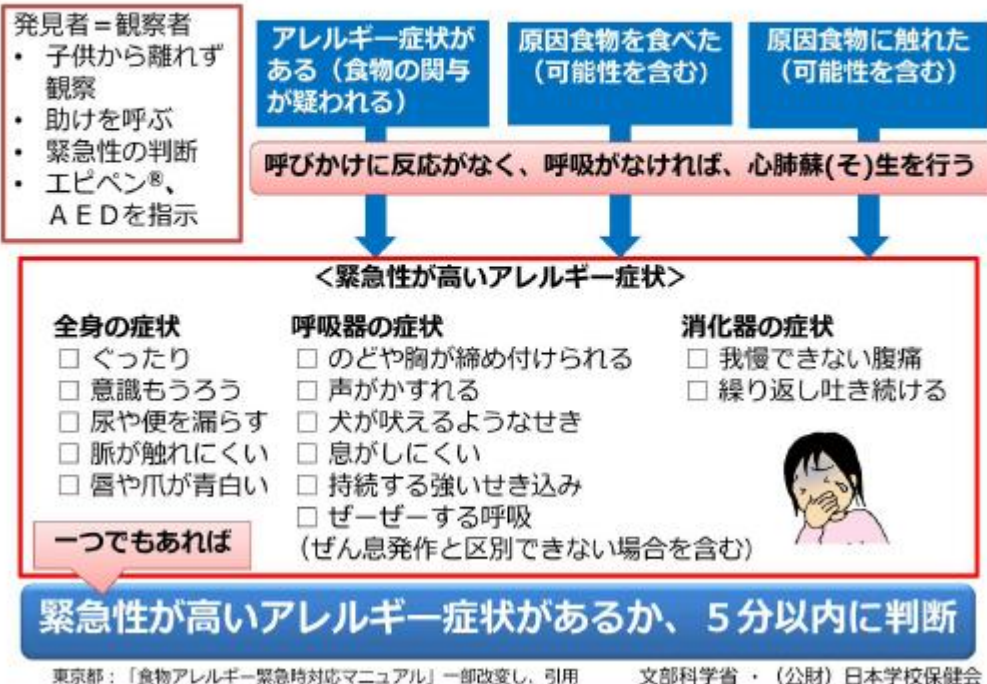 発見者＝観察者
• 子供から離れず
観察
• 助けを呼ぶ
• 緊急性の判断
• エピペン®、
ＡＥＤを指示
アレルギー症状が
ある（食物の関与
が疑われる）
原因食物を食べた
（可能性を含む）
原因食物に触れた
（可能性を含む）
呼びかけに反応がなく、呼吸がなければ、心肺蘇(そ)生を行う
＜緊急性が高いアレルギー症状＞
全身の症状
□ ぐったり
□ 意識もうろう
□ 尿や便を漏らす
□ 脈が触れにくい
□ 唇や爪が青白い
呼吸器の症状
□ のどや胸が締め付けられる
□ 声がかすれる
□ 犬が吠えるようなせき
□ 息がしにくい
□ 持続する強いせき込み
□ ぜーぜーする呼吸
（ぜん息発作と区別できない場合を含む）
消化器の症状
□ 我慢できない腹痛
□ 繰り返し吐き続ける
一つでもあれば
緊急性が高いアレルギー症状があるか、５分以内に判断
東京都：「食物アレルギー緊急時対応マニュアル」一部改変し、引用
文部科学省 ・（公財）日本学校保健会